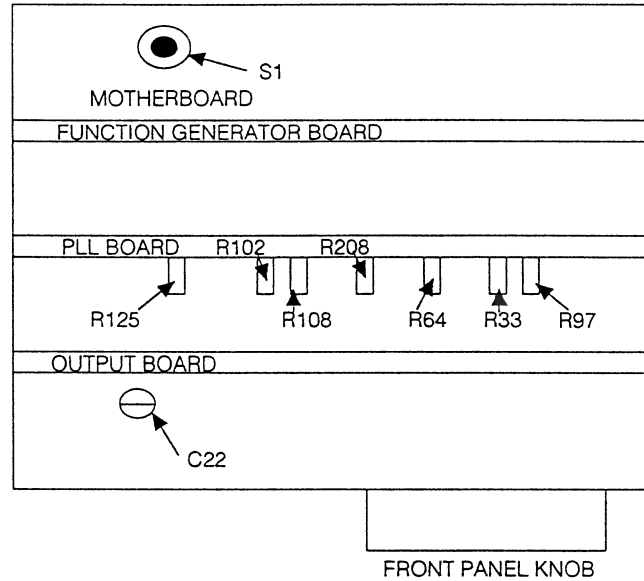 S1
MOTHERBOARD
FUNCTION GENERATOR BOARD
PLL BOARD R102 R208
R125 R108 R64 R33 R97
OUTPUT BOARD
C22
FRONT PANEL KNOB